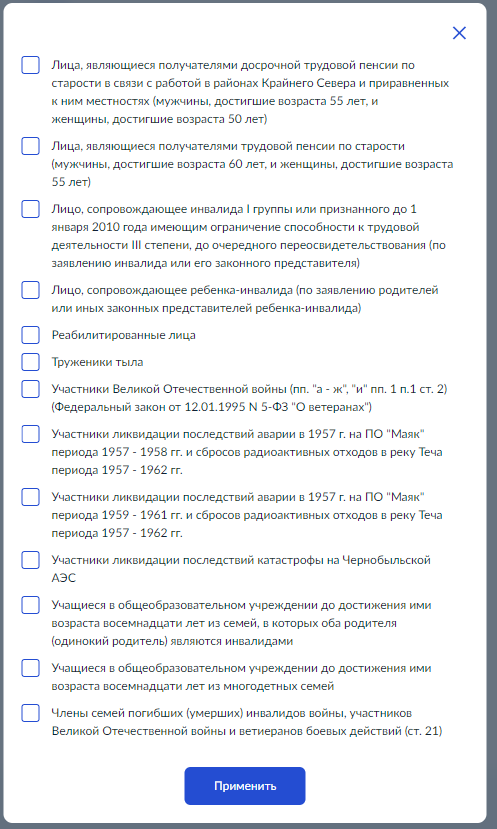 Лица, являющиеся получателями досрочной трудовой пенсии по
старости в связи с работой в районах Крайнего Севера и приравненных
к ним местностях (мужчины, достигшие возраста 55 лет, и
женщины, достигшие возраста 50 лет)
Лица, являющиеся получателями трудовой пенсии по старости
(мужчины, достигшие возраста 60 лет, и женщины, достигшие возраста
55 лет)
Лицо, сопровождающее инвалида I группы или признанного до 1
января 2010 года имеющим ограничение способности к трудовой
деятельности III степени, до очередного переосвидетельствования (по
заявлению инвалида или его законного представителя)
Лицо, сопровождающее ребенка-инвалида (по заявлению родителей
или иных законных представителей ребенка-инвалида)
Реабилитированные лица
Труженики тыла
Участники Великой Отечественной войны (пп. "а - ж", "и" пп. 1 п.1 ст. 2)
(Федеральный закон от 12.01.1995 N 5-ФЗ "О ветеранах")
Участники ликвидации последствий аварии в 1957 г. на ПО "Маяк"
периода 1957 - 1958 гг. и сбросов радиоактивных отходов в реку Теча
периода 1957 - 1962 гг.
Участники ликвидации последствий аварии в 1957 г. на ПО "Маяк"
периода 1959 - 1961 гг. и сбросов радиоактивных отходов в реку Теча
периода 1957 - 1962 гг.
Участники ликвидации последствий катастрофы на Чернобыльской
АЭС
Учащиеся в общеобразовательном учреждении до достижения ими
возраста восемнадцати лет из семей, в которых оба родителя
(одинокий родитель) являются инвалидами
Учащиеся в общеобразовательном учреждении до достижения ими
возраста восемнадцати лет из многодетных семей
Члены семей погибших (умерших) инвалидов войны, участников
Великой Отечественной войны и ветиеранов боевых действий (ст. 21)
Применить